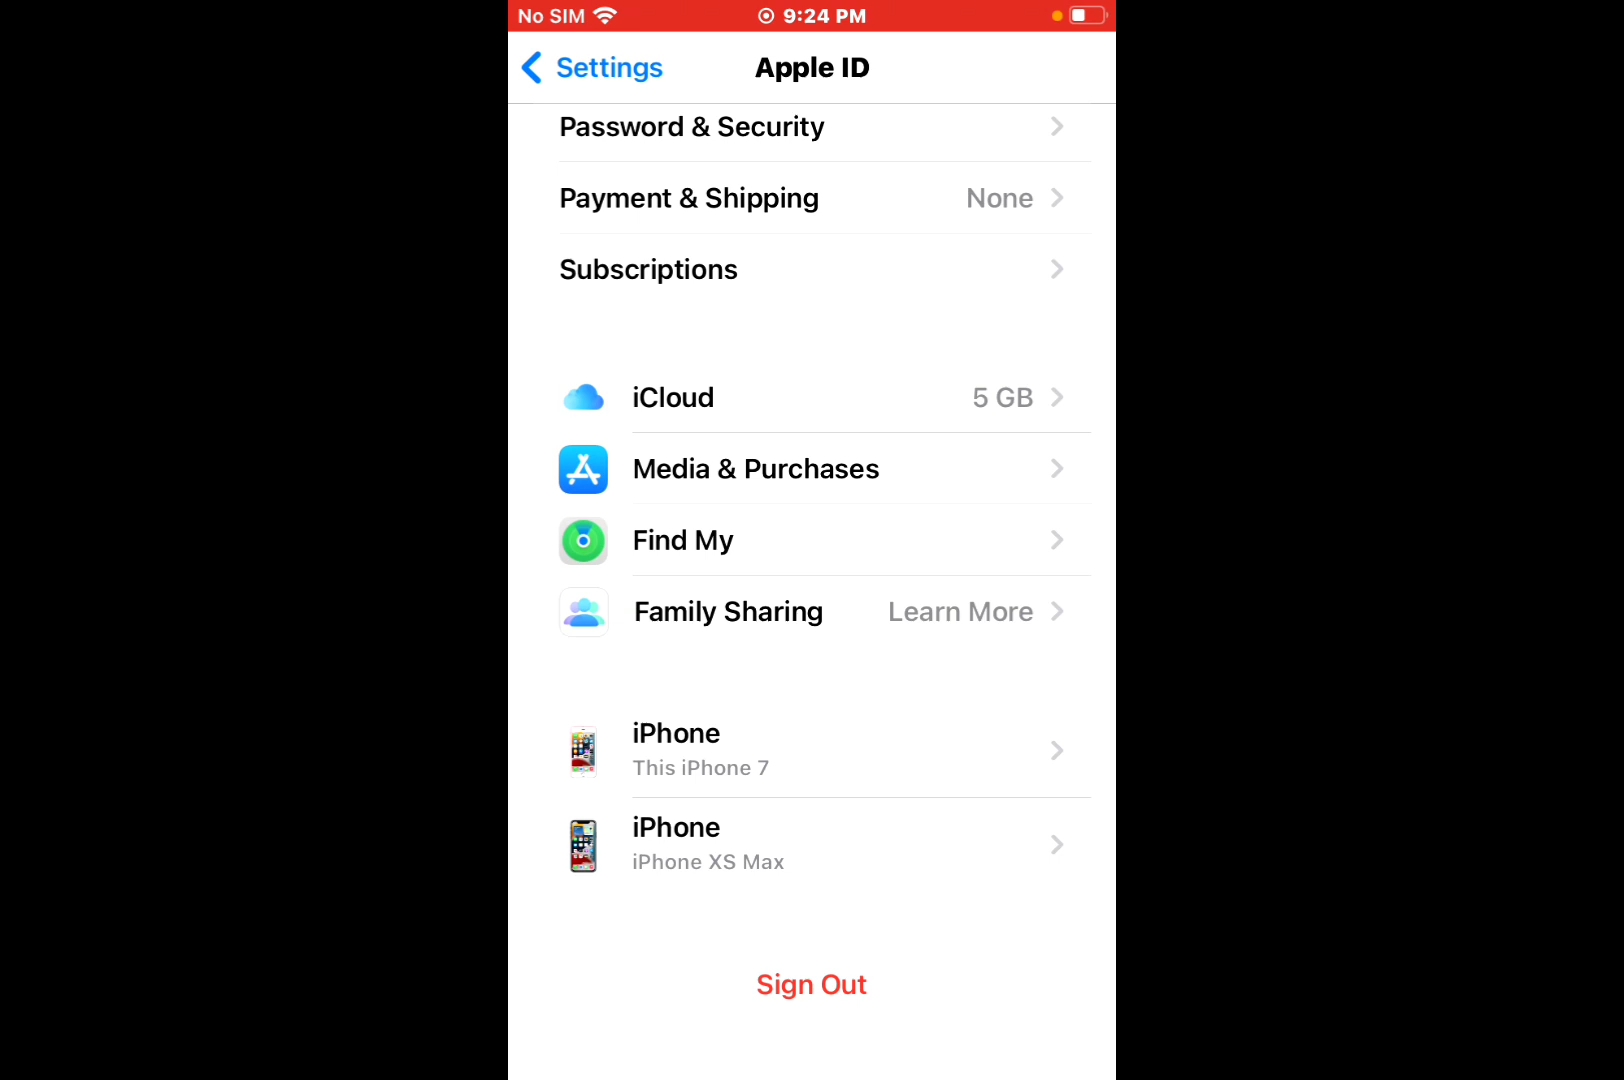 No SIM 9:24 PM
Settings Apple ID
Password & Security
Payment & Shipping None
Subscriptions
iCloud 5 GB
Media & Purchases
Find My
Family Sharing Learn More
iPhone
This iPhone 7
iPhone
iPhone XS Max
Sign Out